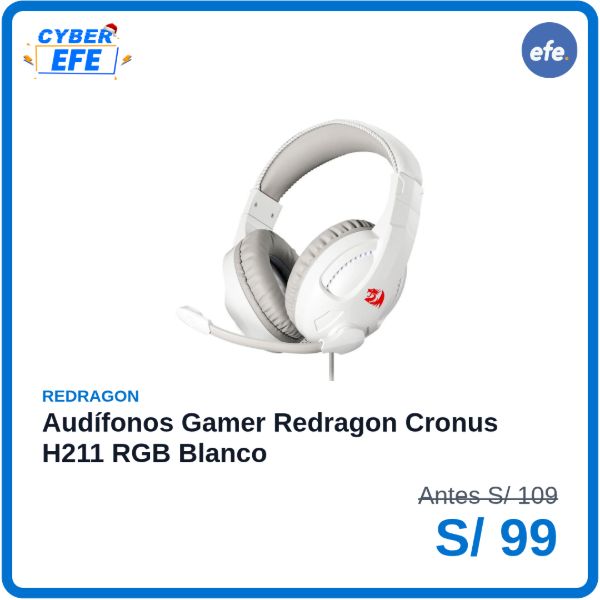 CYBER
EFE
efe.
REDRAGON
Audífonos Gamer Redragon Cronus
H211 RGB Blanco
Antes S/ 109
S/ 99